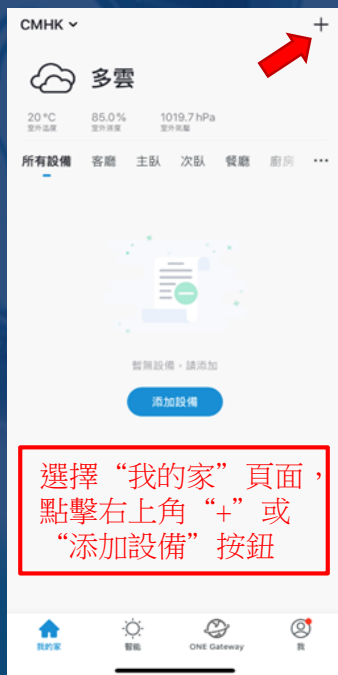 CMHK
多雲
20 °C 85.0% 1019.7 hPa
室外溫度 室外濕度 室外氣壓
所有設備 客廳 主臥 次臥 餐廳 廚房 •••
暫無設備，請添加
添加設備
選擇“我的家”頁面，
點擊右上角“+”或
“添加設備”按鈕
我的家 智能 ONE Gateway 我